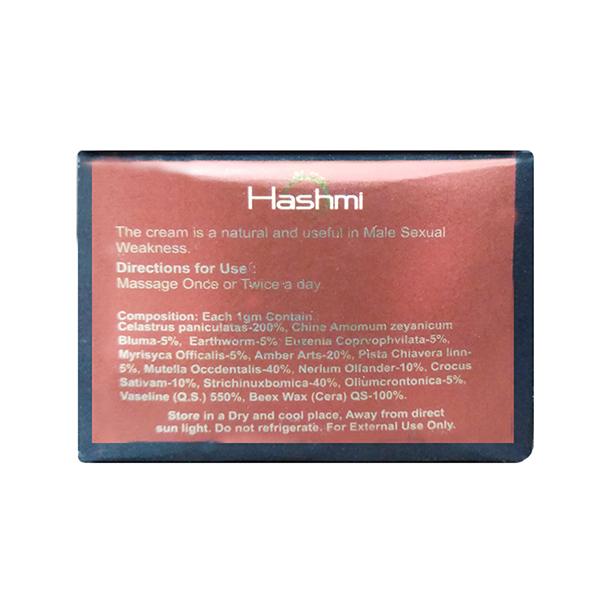 Hashmi
The cream is a natural and useful in Male Sexual
Weakness.
Directions for Use :
Massage Once or Twice a day
Composition: Each 1gm Contain
Celastrus paniculatas-200%, Chine Amomum zeyanicum
Bluma-5%, Earthworm-5% Euzenia Coprvophvilata-5%,
Myrisyca Officalis-5%, Amber Arts-20%, Pista Chiavera linn-
5%, Mutella Occdentalis-40%, Nerlum Olfander-10%, Crocus
Sativam-10%, Strichinuxbomica-40%, Oliumcrontonica-5%,
Vaseline (Q.S.) 550%, Beex Wax (Cera) QS-100%.
Store in a Dry and cool place, Away from direct
sun light. Do not refrigerate. For External Use Only.